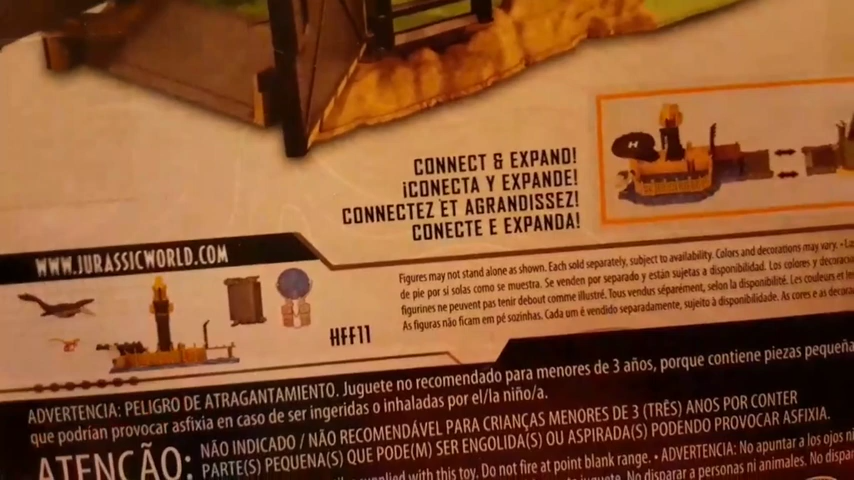 CONNECT & EXPAND!
¡CONECTA Y EXPANDE!
CONNECTEZ ET AGRANDISSEZ!
CONECTE E EXPANDA!
H
WWW.JURASSICWORLD.COM
HFF11
Figures may not stand alone as shown. Each sold separately, subject to availability. Colors and decorations may vary. • La
de pie por sí solas como se muestra. Se venden por separado y están sujetas a disponibilidad. Los colores y decoracio
figurines ne peuvent pas tenir debout comme illustré. Tous vendus séparément, selon la disponibilité. Les couleurs et les
As figuras não ficam em pé sozinhas. Cada um é vendido separadamente, sujeito à disponibilidade. As cores e as decora
ADVERTENCIA: PELIGRO DE ATRAGANTAMIENTO. Juguete no recomendado para menores de 3 años, porque contiene piezas pequeña
que podrían provocar asfixia en caso de ser ingeridas o inhaladas por el/la niño/a.
ATENÇÃO: NÃO INDICADO / NÃO RECOMENDÁVEL PARA CRIANÇAS MENORES DE 3 (TRÊS) ANOS POR CONTER
PARTE(S) PEQUENA(S) QUE PODE(M) SER ENGOLIDA(S) OU ASPIRADA(S) PODENDO PROVOCAR ASFIXIA.
supplied with this toy. Do not fire at point blank range. • ADVERTENCIA: No apuntar a los ojos ni
juguete. No disparar a personas ni animales. No dispar